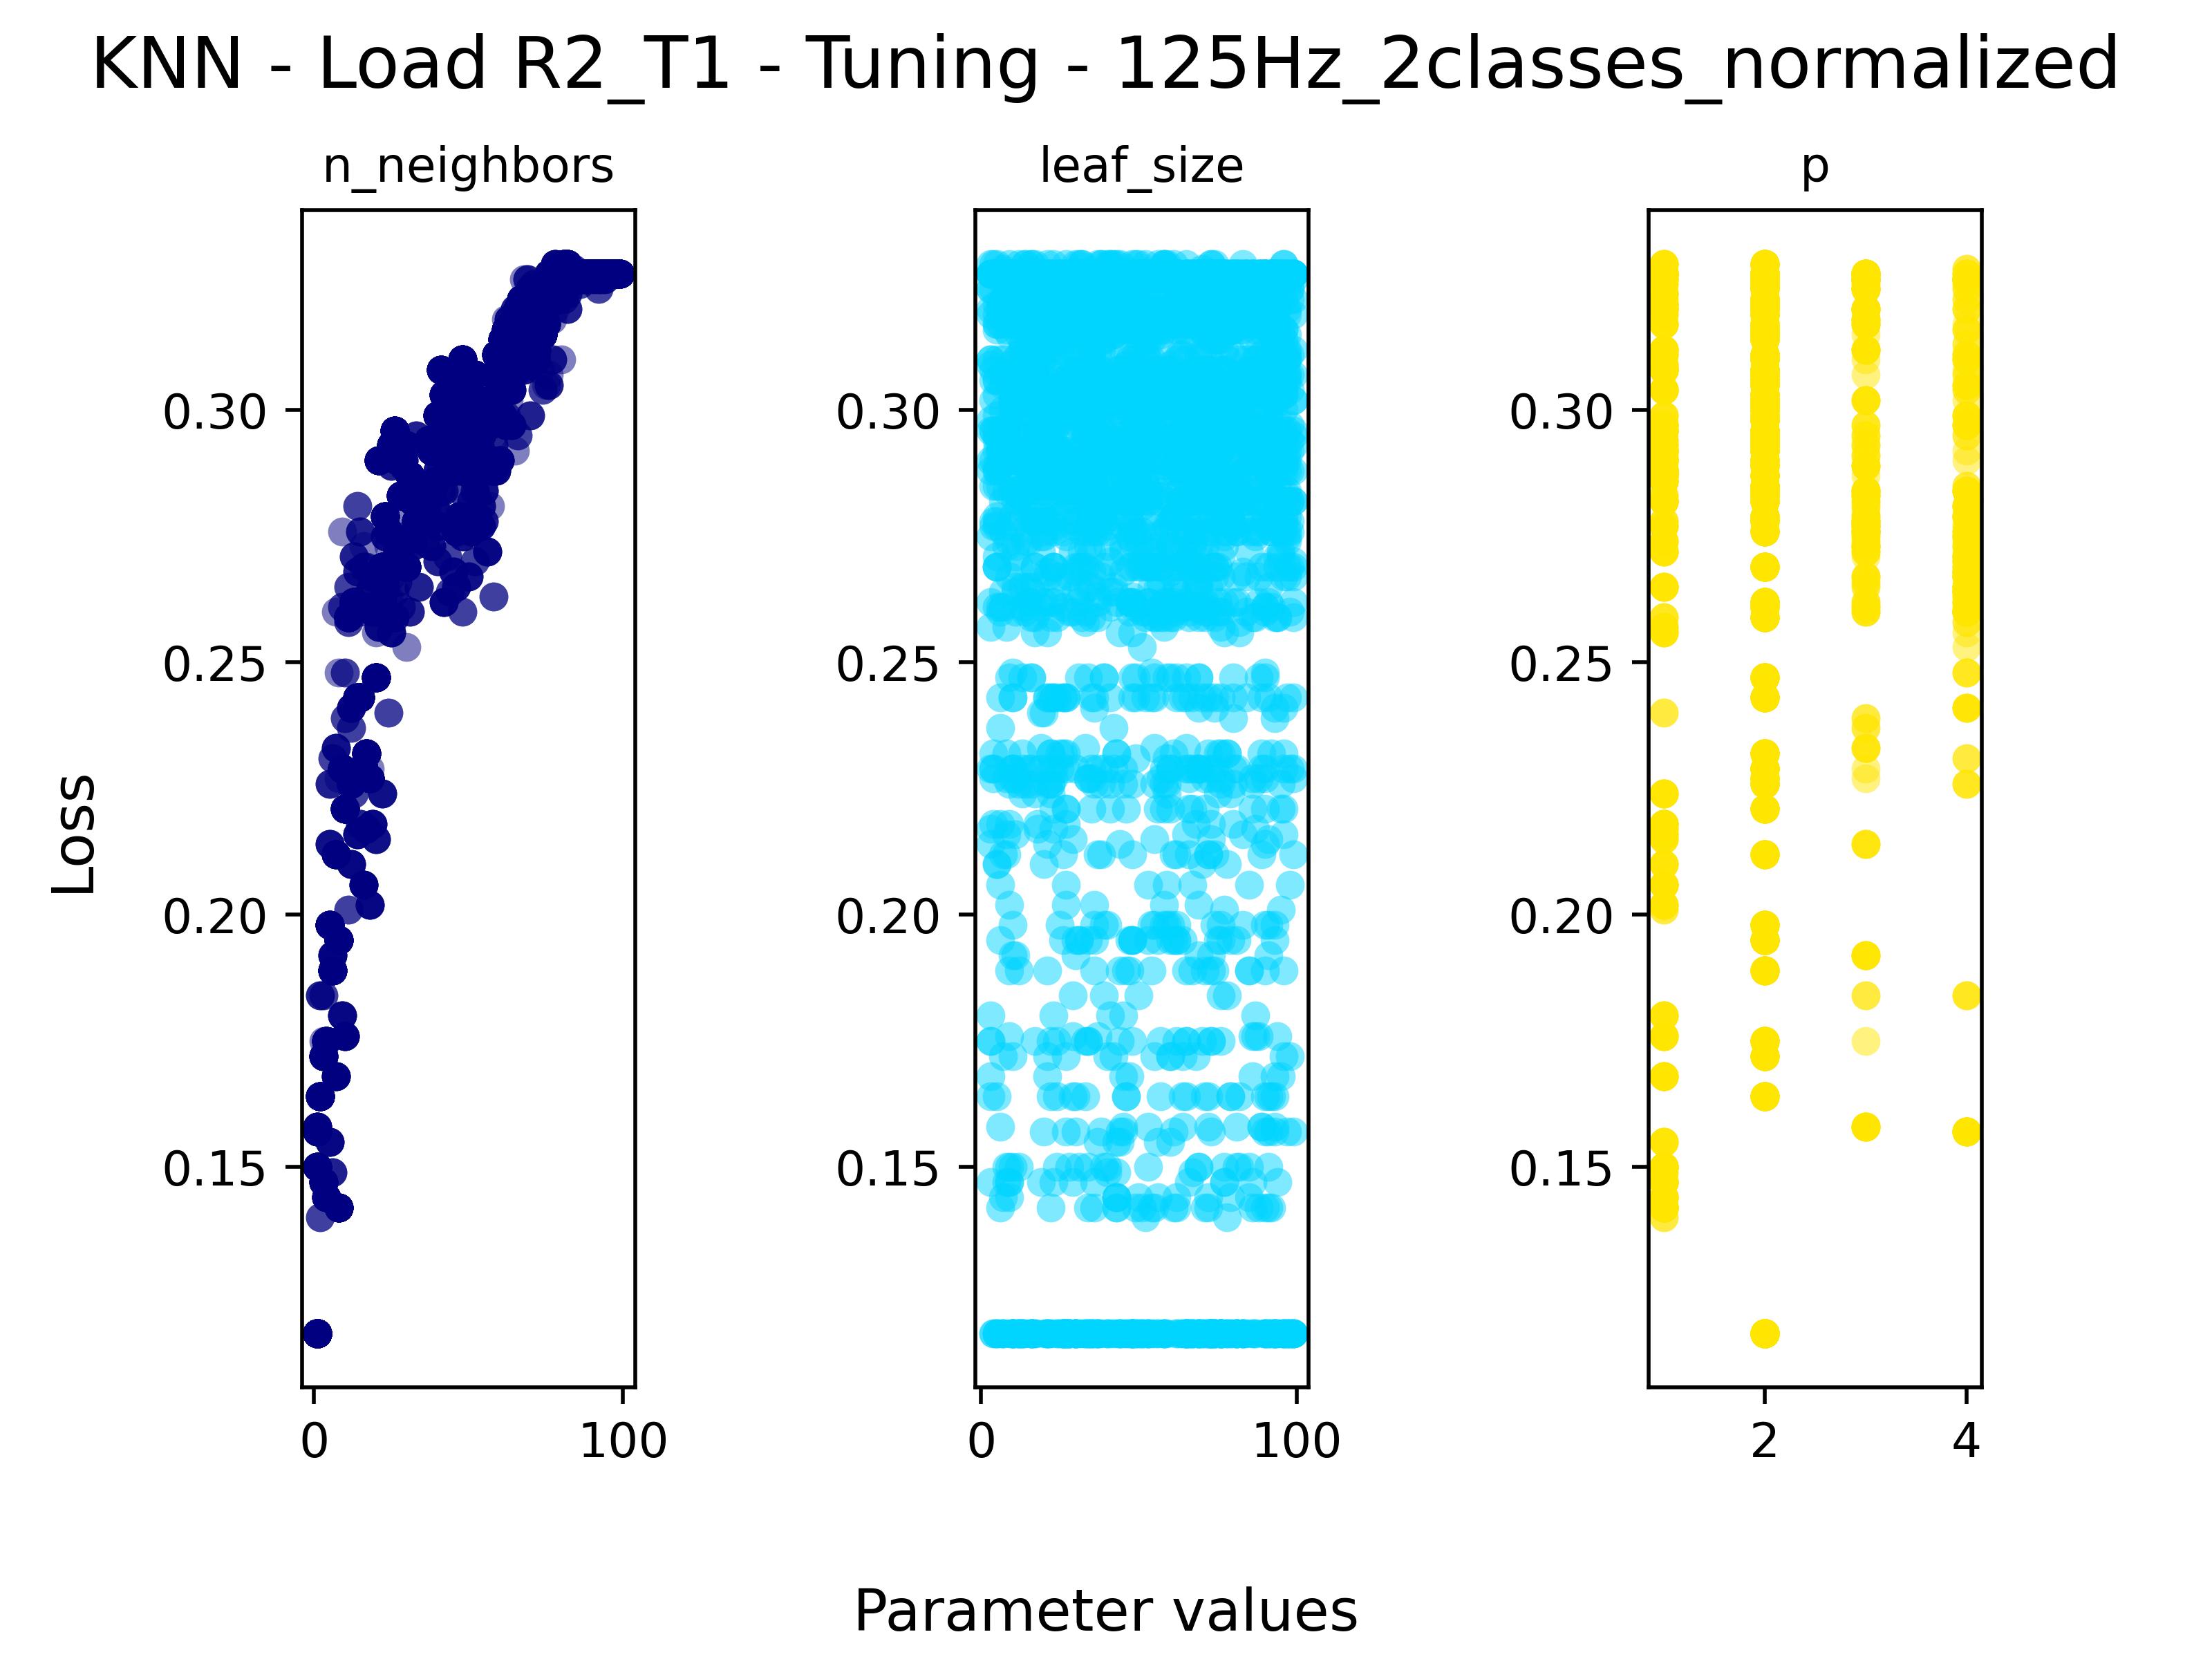 KNN - Load R2_T1 - Tuning - 125Hz_2classes_normalized
n_neighbors
leaf_size
p
0.30
0.25
0.20
0.15
0.30
0.25
0.20
0.15
0.30
0.25
0.20
0.15
Loss
0 100
0 100
2 4
Parameter values